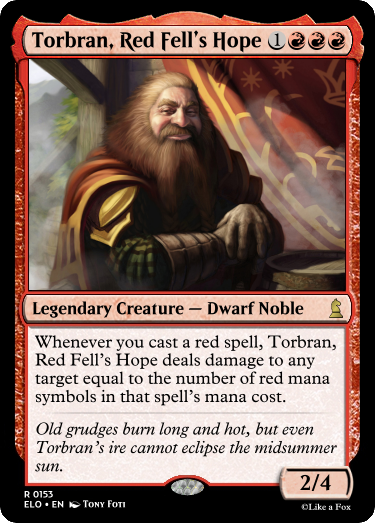 Torbran, Red Fell's Hope 1
Legendary Creature — Dwarf Noble
Whenever you cast a red spell, Torbran,
Red Fell's Hope deals damage to any
target equal to the number of red mana
symbols in that spell's mana cost.
Old grudges burn long and hot, but even
Torbran's ire cannot eclipse the midsummer
sun.
2/4
R 0153
ELO • EN Tony Foti
©Like a Fox